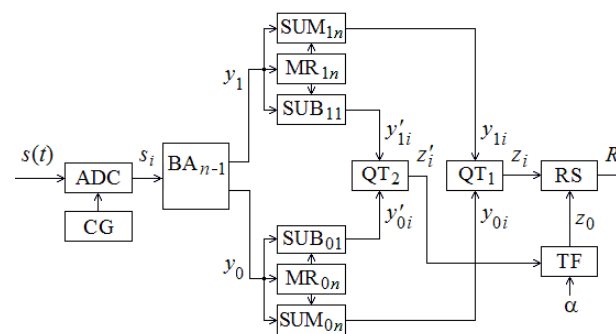 SUM₁ₙ
y₁
MR₁ₙ
SUB₁₁
y′₁ᵢ
z′ᵢ
y₁ᵢ
s(t)
sᵢ
zᵢ
R
ADC
BAₙ₋₁
QT₂
QT₁
RS
CG
y′₀ᵢ
y₀ᵢ
z₀
SUB₀₁
y₀
MR₀ₙ
TF
SUM₀ₙ
α